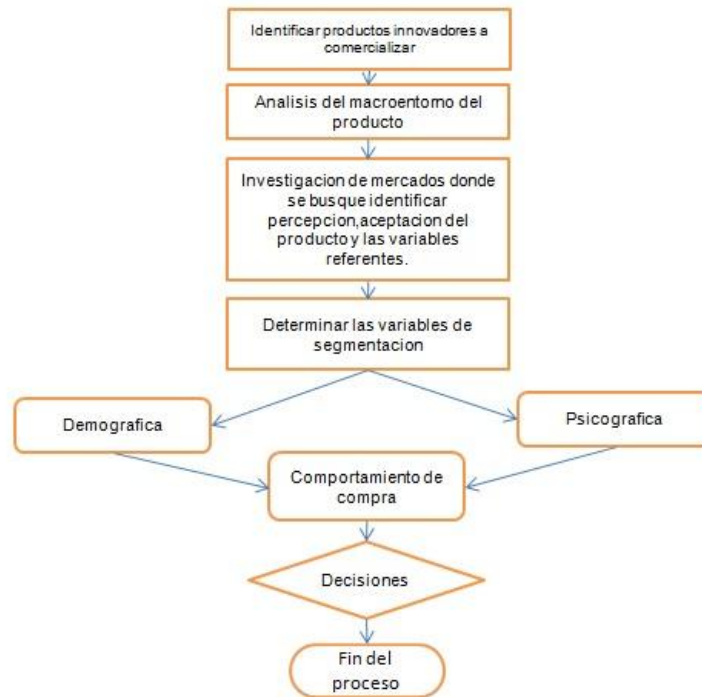 Identificar productos innovadores a
comercializar
Analisis del macroentorno del
producto
Investigacion de mercados donde
se busque identificar
percepcion,aceptacion del
producto y las variables
referentes.
Determinar las variables de
segmentacion
Demografica
Psicografica
Comportamiento de
compra
Decisiones
Fin del
proceso